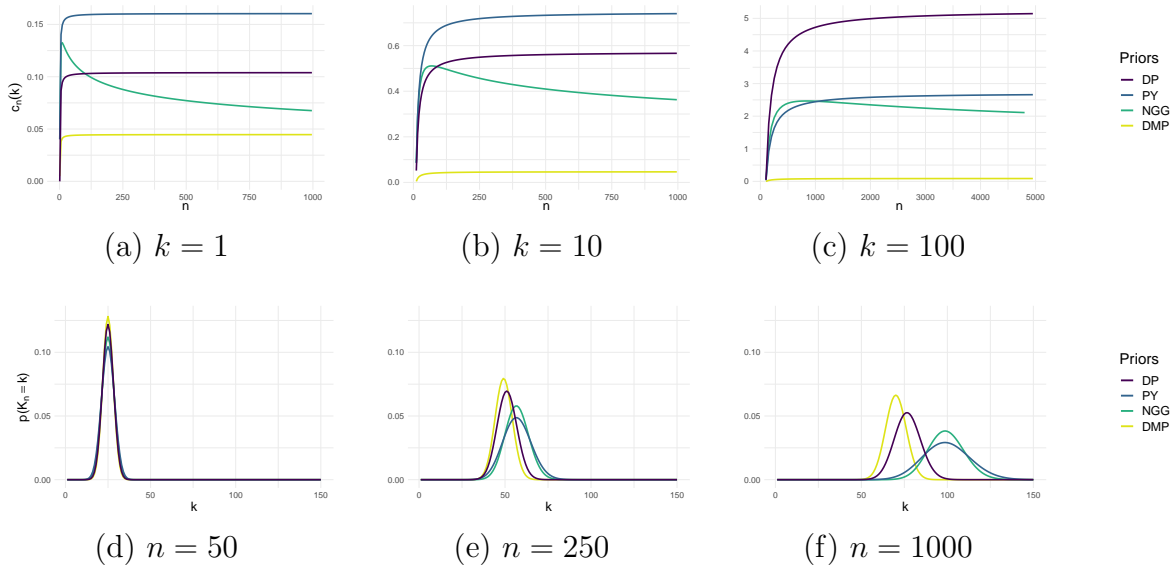 0.15
0.10
0.05
0.00
c_n(k)
0 250 500 750 1000
n
0.6
0.4
0.2
0.0
0 250 500 750 1000
n
5
4
3
2
1
0
0 1000 2000 3000 4000 5000
n
Priors
DP
PY
NGG
DMP
(a) k = 1
(b) k = 10
(c) k = 100
0.10
0.05
0.00
p(K_n = k)
0 50 100 150
k
0.10
0.05
0.00
0 50 100 150
k
0.10
0.05
0.00
0 50 100 150
k
Priors
DP
PY
NGG
DMP
(d) n = 50
(e) n = 250
(f) n = 1000